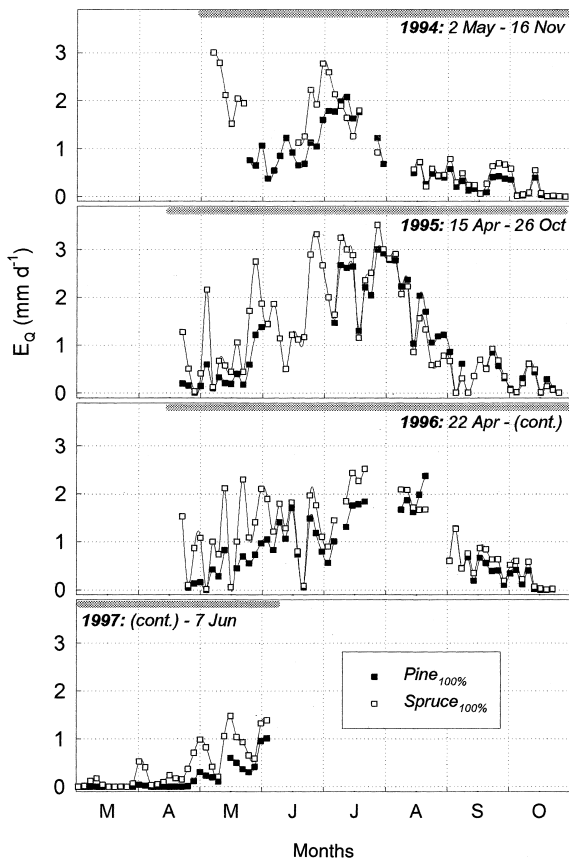 1994: 2 May - 16 Nov
3
2
1
0
1995: 15 Apr - 26 Oct
3
2
1
0
E_Q (mm d⁻¹)
1996: 22 Apr - (cont.)
3
2
1
0
1997: (cont.) - 7 Jun
3
2
1
0
Pine₁₀₀%
Spruce₁₀₀%
M A M J J A S O
Months